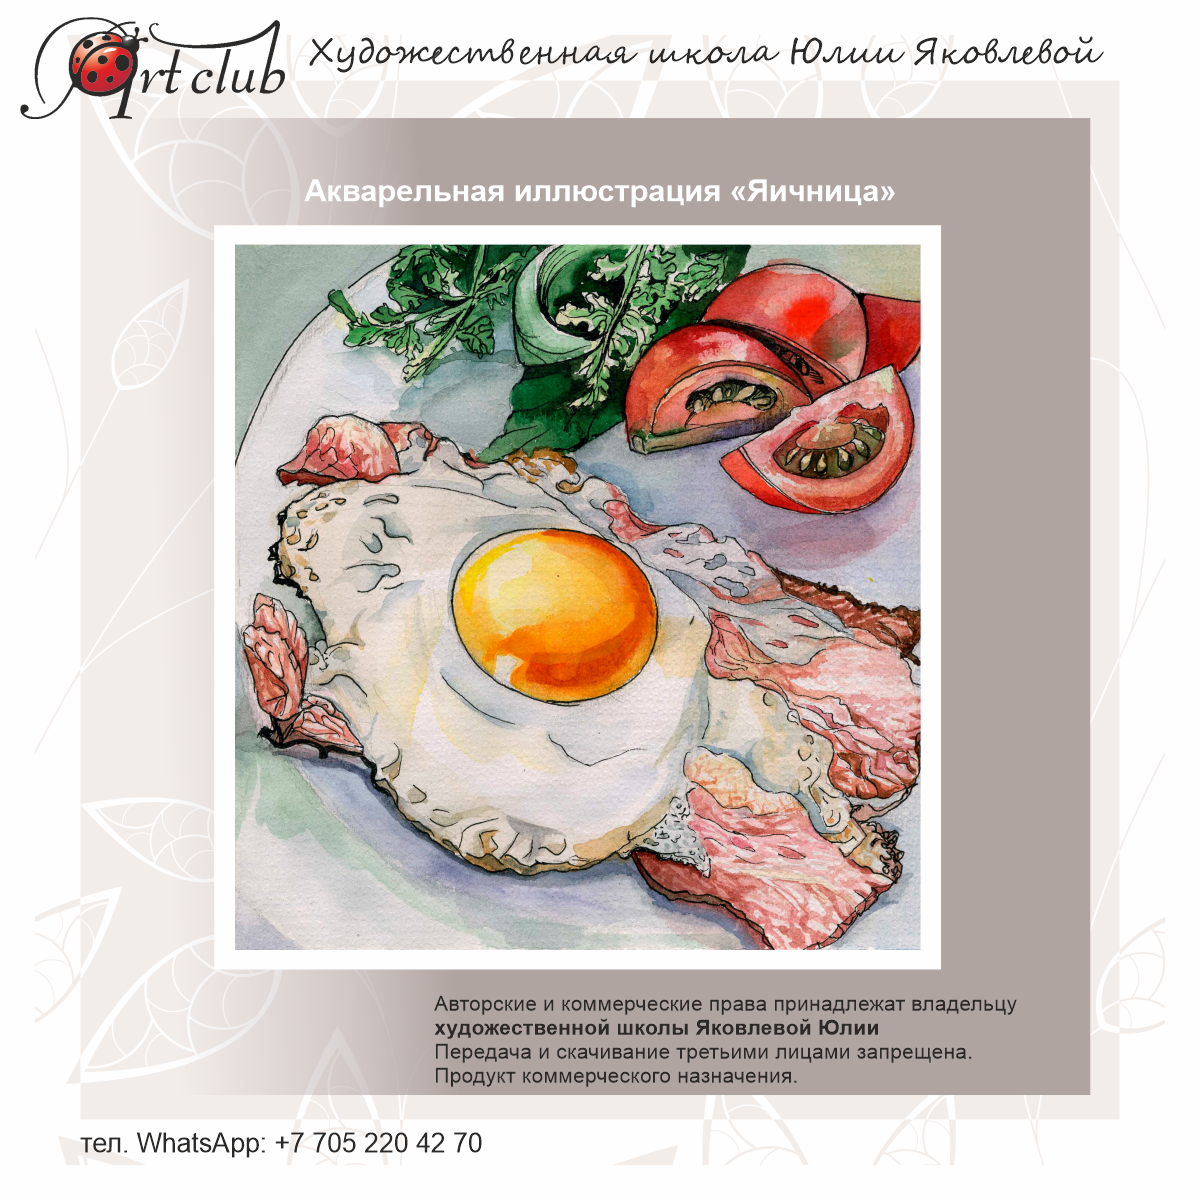 Art club
Художественная школа Юлии Яковлевой
Акварельная иллюстрация «Яичница»
Авторские и коммерческие права принадлежат владельцу
художественной школы Яковлевой Юлии
Передача и скачивание третьими лицами запрещена.
Продукт коммерческого назначения.
тел. WhatsApp: +7 705 220 42 70